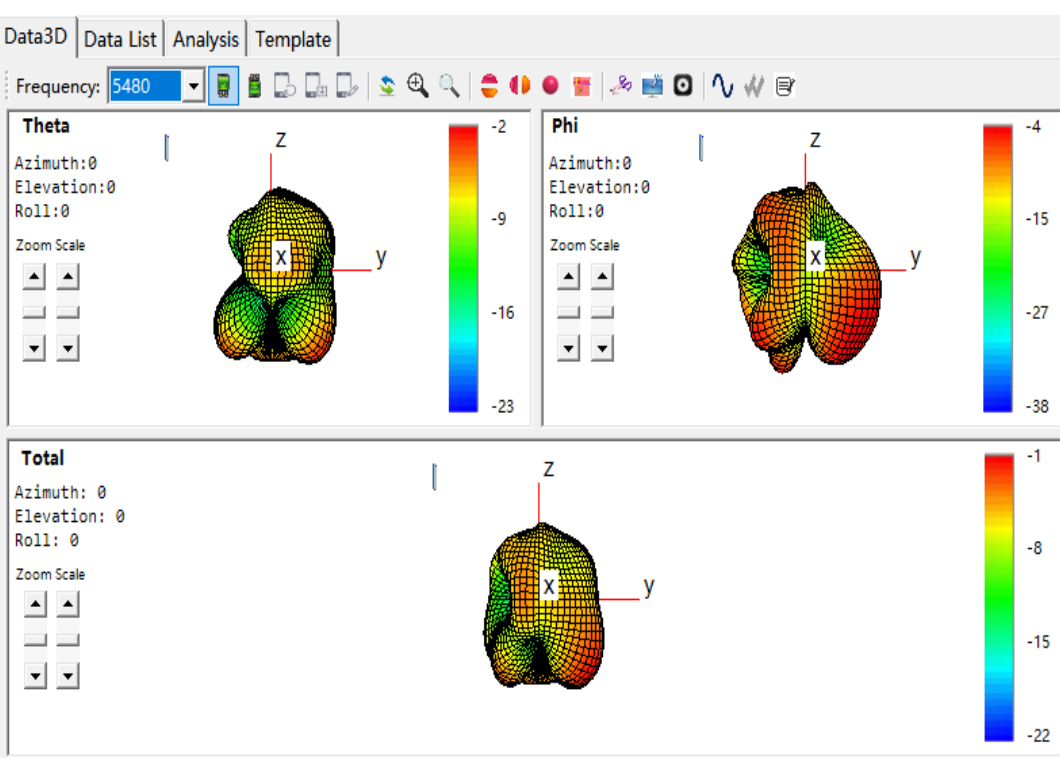 Data3D Data List Analysis Template
Frequency: 5480
Theta
Azimuth:0
Elevation:0
Roll:0
Zoom Scale
Z
X
y
-2
-9
-16
-23
Phi
Azimuth:0
Elevation:0
Roll:0
Zoom Scale
Z
X
y
-4
-15
-27
-38
Total
Azimuth: 0
Elevation: 0
Roll: 0
Zoom Scale
Z
X
y
-1
-8
-15
-22